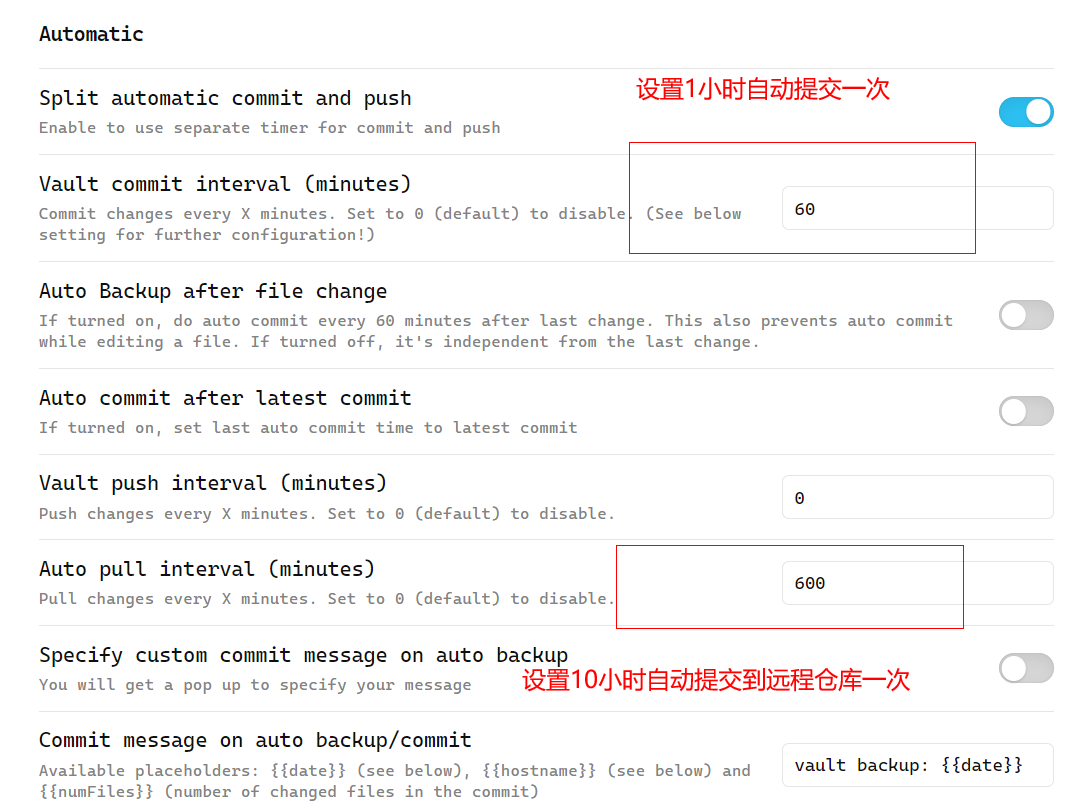 Automatic
设置1小时自动提交一次
Split automatic commit and push
Enable to use separate timer for commit and push
Vault commit interval (minutes)
Commit changes every X minutes. Set to 0 (default) to disable. (See below
setting for further configuration!)
60
Auto Backup after file change
If turned on, do auto commit every 60 minutes after last change. This also prevents auto commit
while editing a file. If turned off, it's independent from the last change.
Auto commit after latest commit
If turned on, set last auto commit time to latest commit
Vault push interval (minutes)
Push changes every X minutes. Set to 0 (default) to disable.
0
Auto pull interval (minutes)
Pull changes every X minutes. Set to 0 (default) to disable.
600
Specify custom commit message on auto backup
You will get a pop up to specify your message
设置10小时自动提交到远程仓库一次
Commit message on auto backup/commit
Available placeholders: {{date}} (see below), {{hostname}} (see below) and
{{numFiles}} (number of changed files in the commit)
vault backup: {{date}}